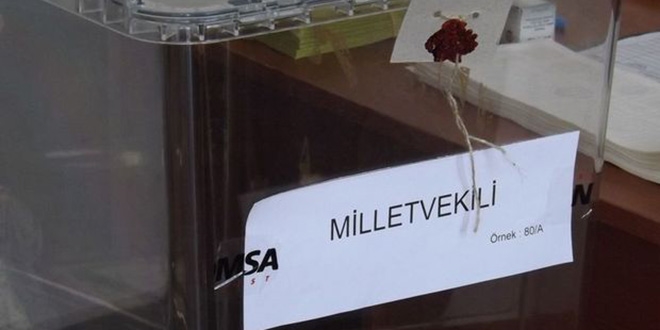 MİLLETVEKİLİ
Örnek : 80/A
MSA